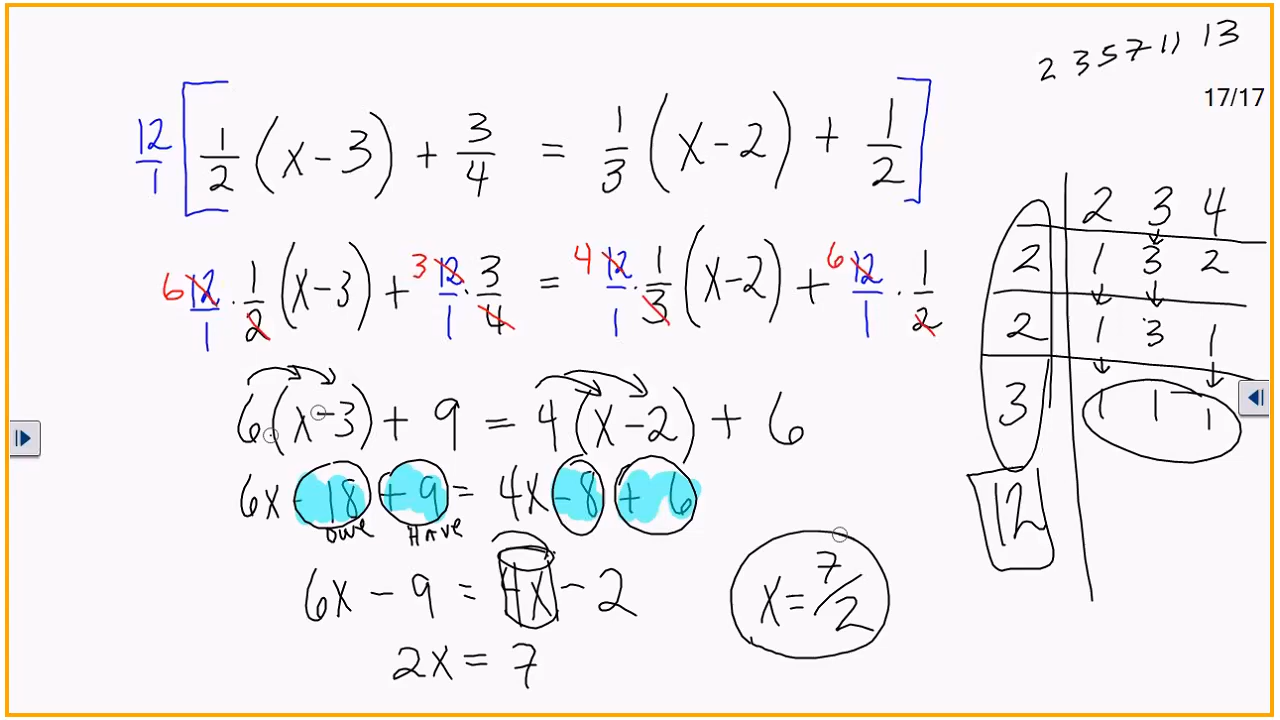 2 3 5 7 11 13
17/17
12/1 [ 1/2 (x - 3) + 3/4 = 1/3 (x - 2) + 1/2 ]
6 12/1 · 1/2 (x - 3) + 3 12/1 · 3/4 = 4 12/1 · 1/3 (x - 2) + 6 12/1 · 1/2
6(x - 3) + 9 = 4(x - 2) + 6
6x - 18 + 9 = 4x - 8 + 6
owe Have
6x - 9 = 4x - 2
2x = 7
x = 7/2
2 3 4
2 1 3 2
2 1 3 1
3 1 1 1
12